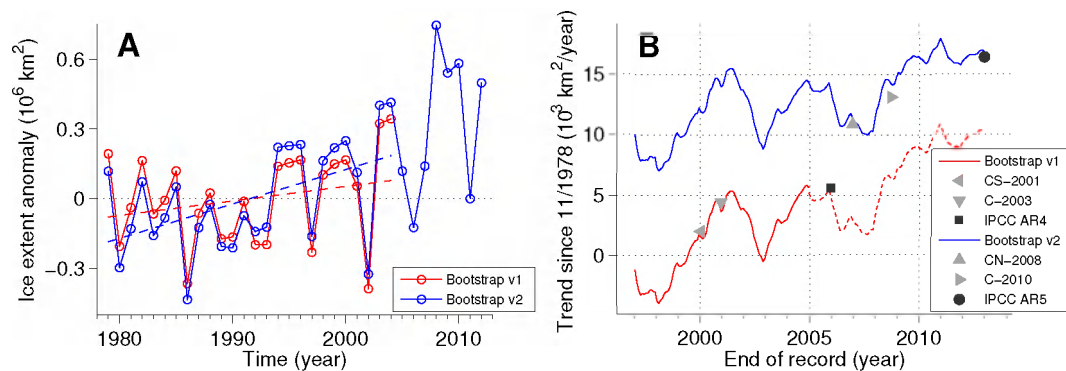 A
Ice extent anomaly (10⁶ km²)
0.6
0.3
0
−0.3
1980
1990
2000
2010
Time (year)
Bootstrap v1
Bootstrap v2
B
Trend since 11/1978 (10³ km²/year)
15
10
5
0
2000
2010
End of record (year)
Bootstrap v1
CS−2001
C−2003
IPCC AR4
Bootstrap v2
CN−2008
C−2010
IPCC AR5